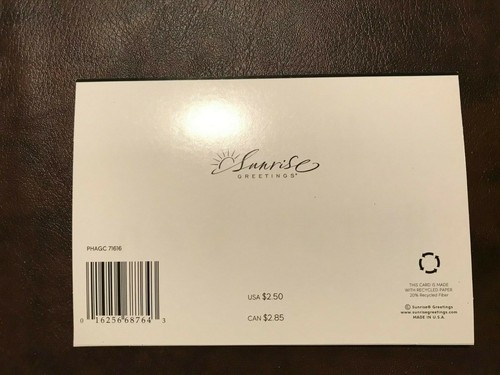 Sunrise
GREETINGS®
PHAGC 71616
0 16256 68764 3
USA $2.50
CAN $2.85
THIS CARD IS MADE
WITH RECYCLED PAPER
20% Recycled Fiber
© Sunrise® Greetings
www.sunrisegreetings.com
MADE IN U.S.A.